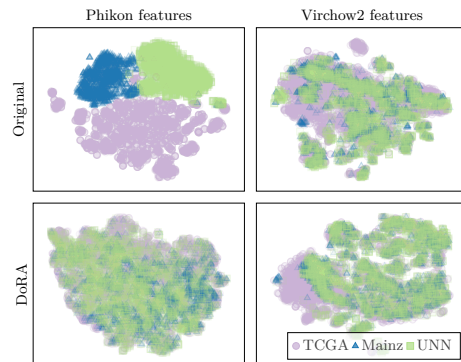 Phikon features
Virchow2 features
Original
DoRA
TCGA Mainz UNN